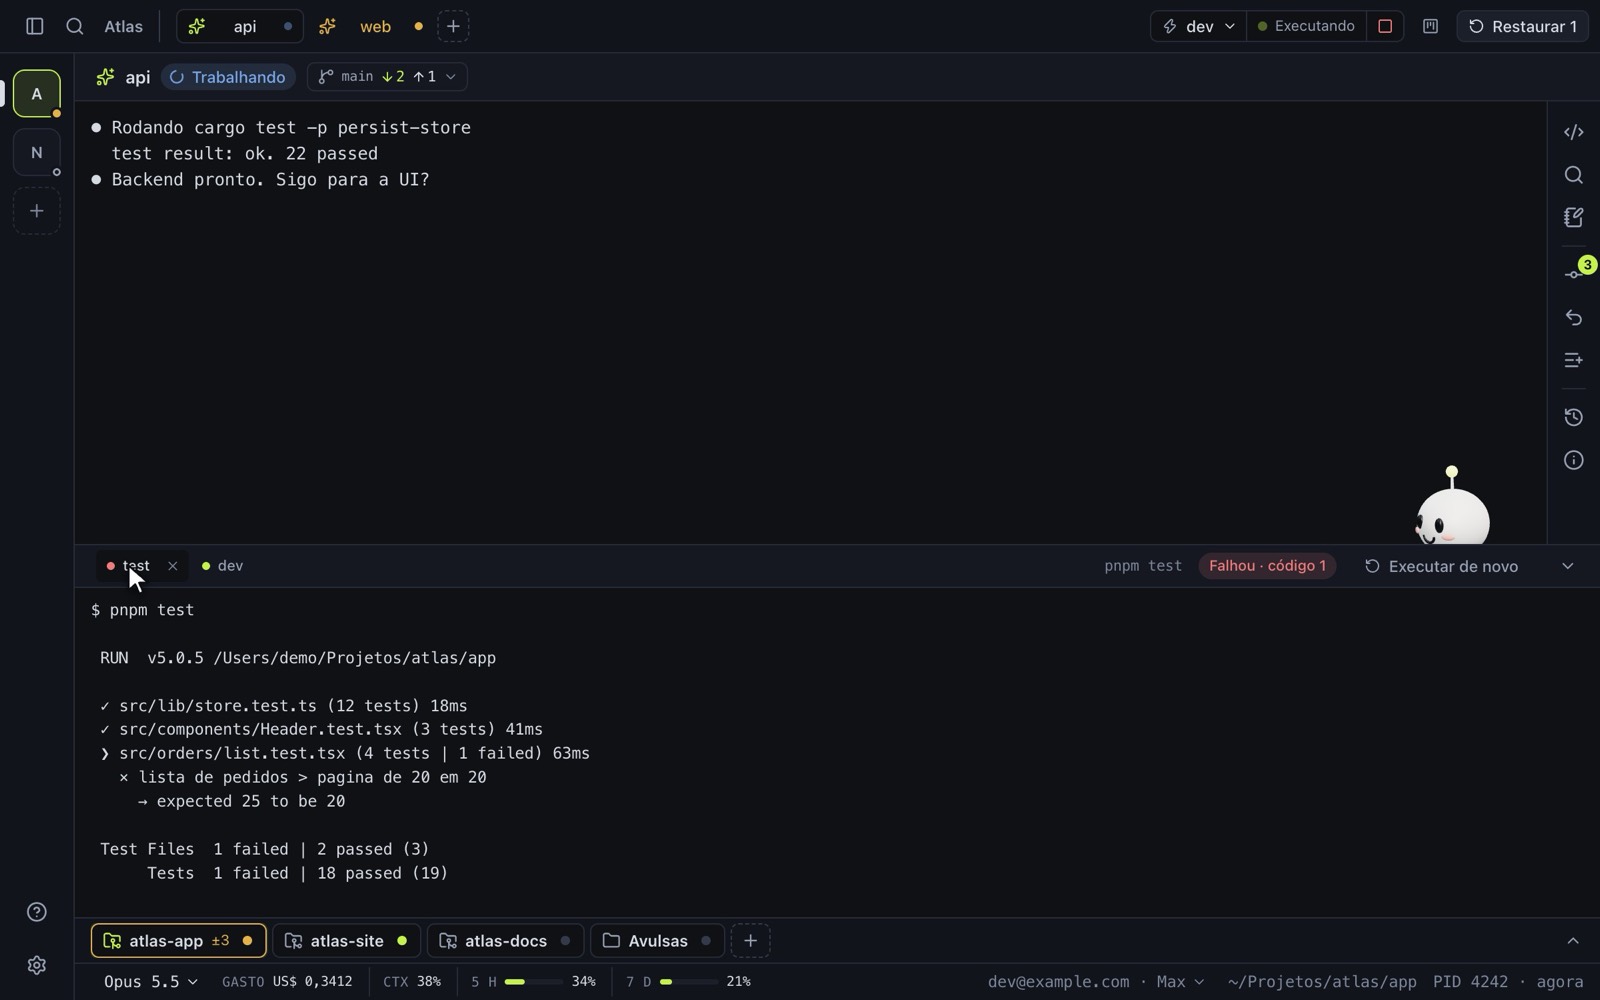 Atlas
api
web
dev
Executando
Restaurar 1
A
N
api
Trabalhando
main ↓2 ↑1
● Rodando cargo test -p persist-store
test result: ok. 22 passed
● Backend pronto. Sigo para a UI?
3
test
dev
pnpm test
Falhou · código 1
Executar de novo
$ pnpm test
RUN v5.0.5 /Users/demo/Projetos/atlas/app
✓ src/lib/store.test.ts (12 tests) 18ms
✓ src/components/Header.test.tsx (3 tests) 41ms
❯ src/orders/list.test.tsx (4 tests | 1 failed) 63ms
× lista de pedidos > pagina de 20 em 20
→ expected 25 to be 20
Test Files 1 failed | 2 passed (3)
Tests 1 failed | 18 passed (19)
atlas-app ±3
atlas-site
atlas-docs
Avulsas
Opus 5.5
GASTO US$ 0,3412
CTX 38%
5 H 34%
7 D 21%
dev@example.com · Max
~/Projetos/atlas/app
PID 4242 · agora